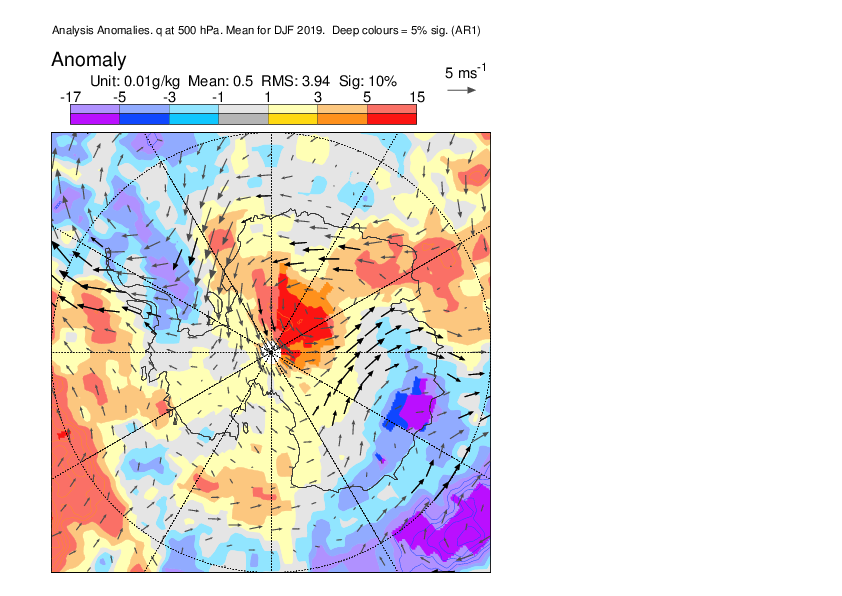 Analysis Anomalies. q at 500 hPa. Mean for DJF 2019. Deep colours = 5% sig. (AR1)
Anomaly
5 ms-1
Unit: 0.01g/kg Mean: 0.5 RMS: 3.94 Sig: 10%
-17 -5 -3 -1 1 3 5 15